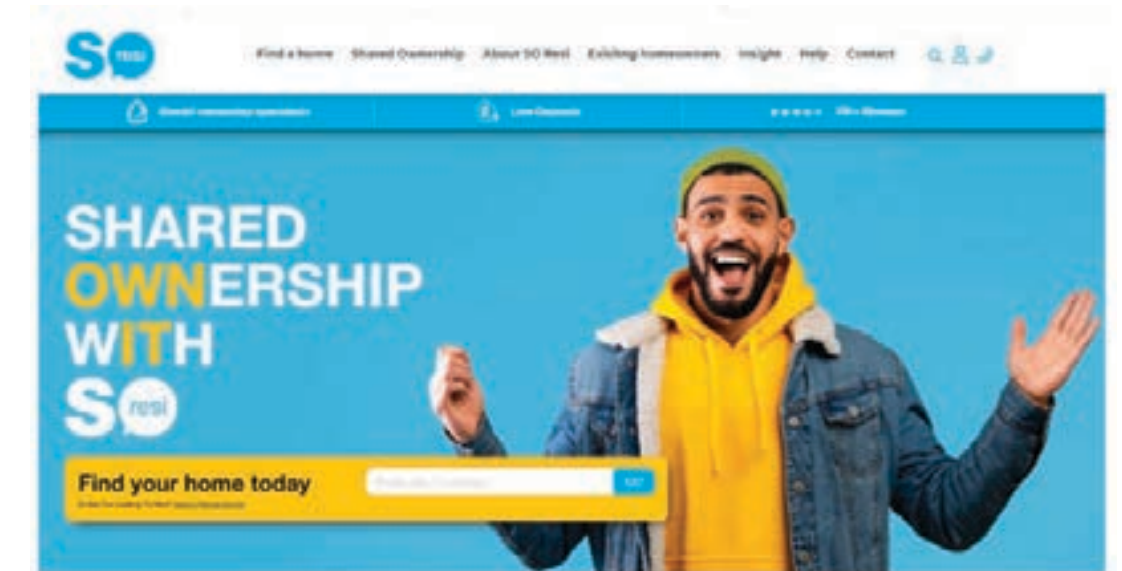 SO resi
Find a home Shared Ownership About SO Resi Existing homeowners Insight Help Contact
Low Deposit
SHARED
OWNERSHIP
WITH
SO resi
Find your home today